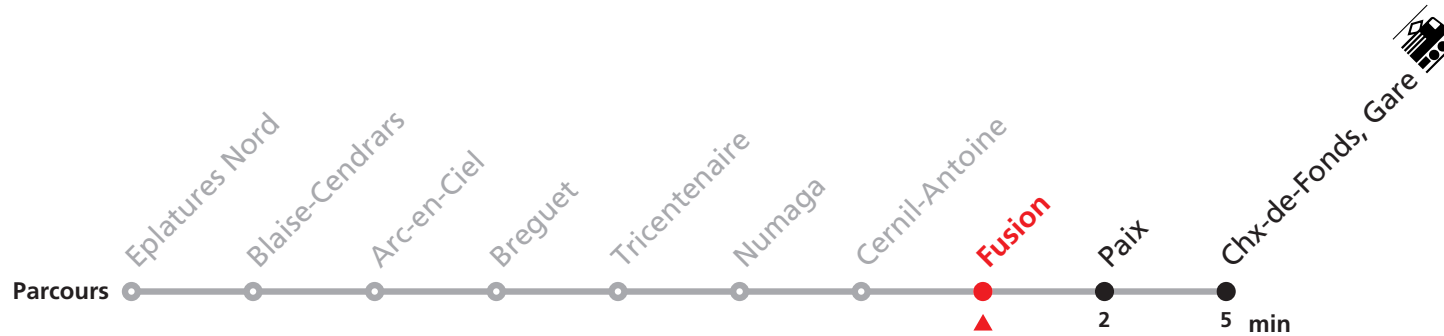 Eplatures Nord
Blaise-Cendrars
Arc-en-Ciel
Breguet
Tricentenaire
Numaga
Cernil-Antoine
Fusion
Paix
Chx-de-Fonds, Gare
Parcours
2 5 min